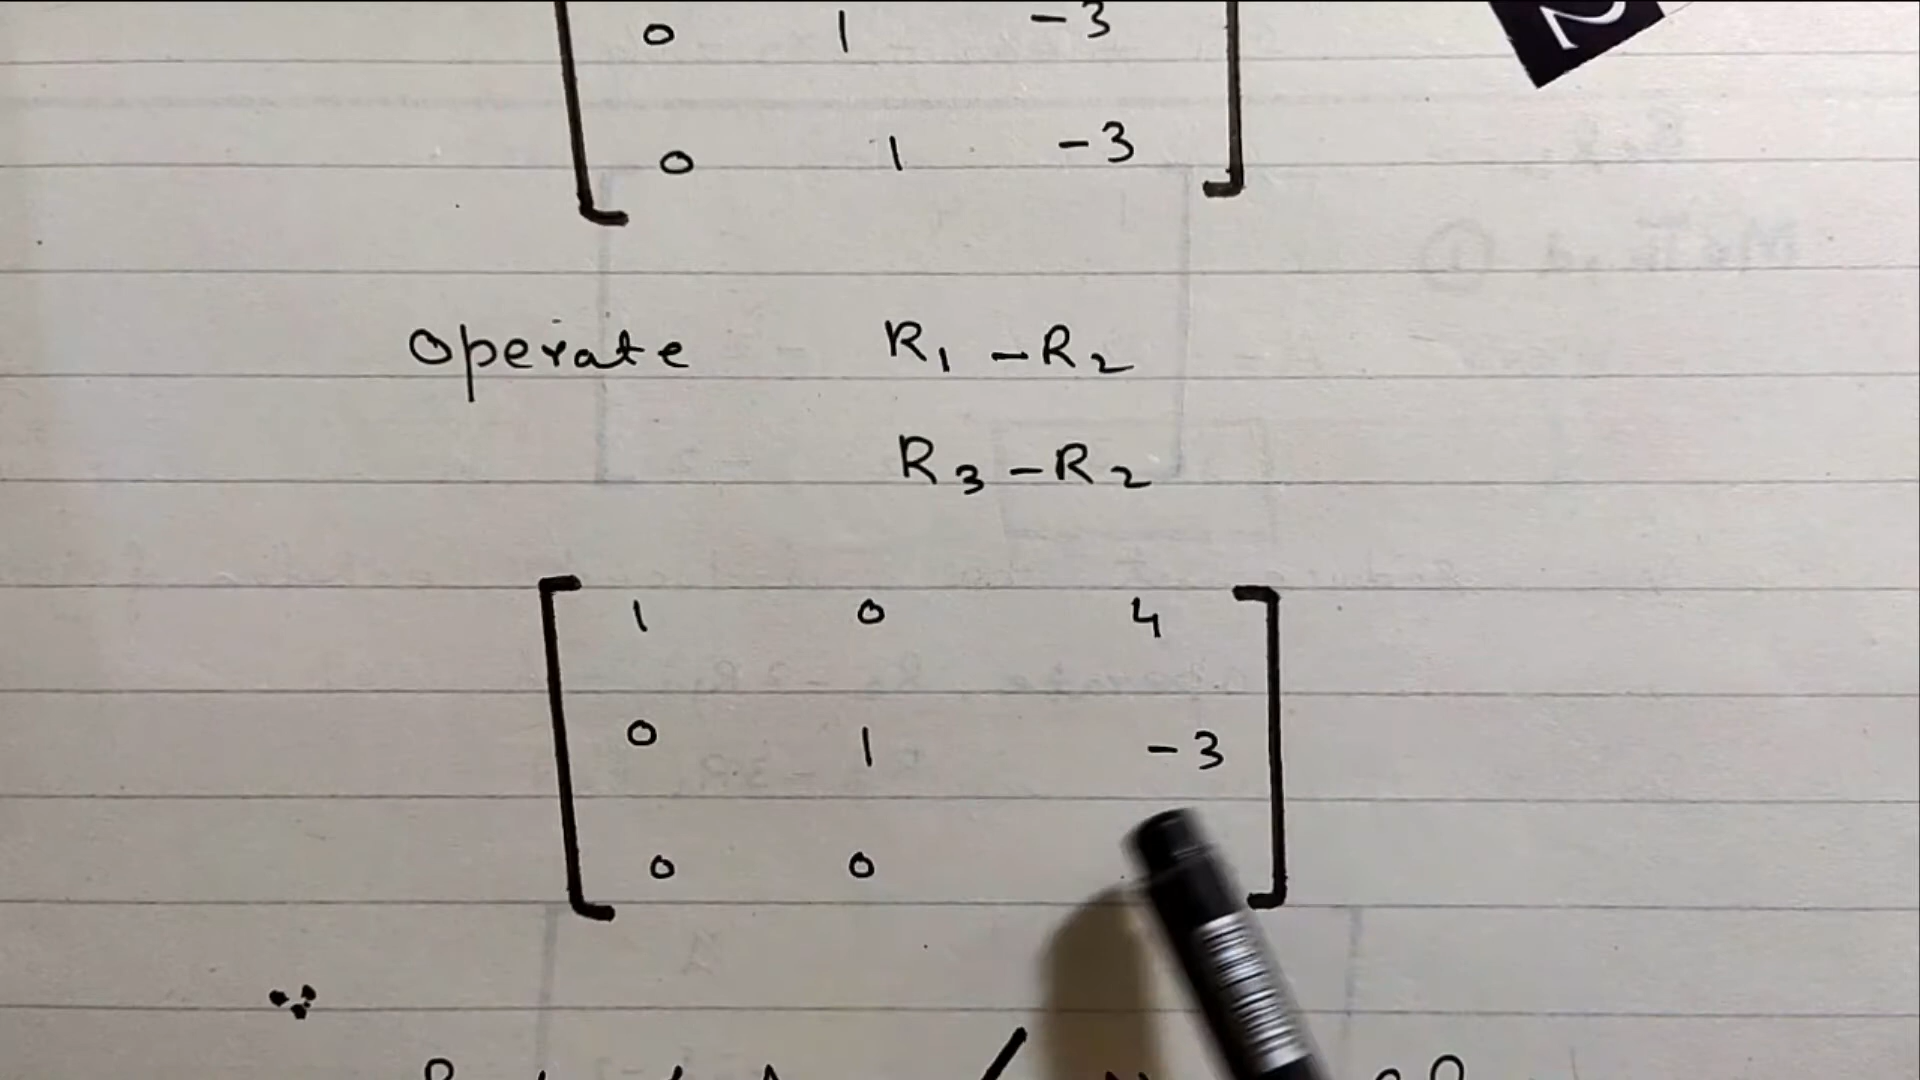 0 1 -3
0 1 -3
Operate R₁ - R₂
R₃ - R₂
1 0 4
0 1 -3
0 0